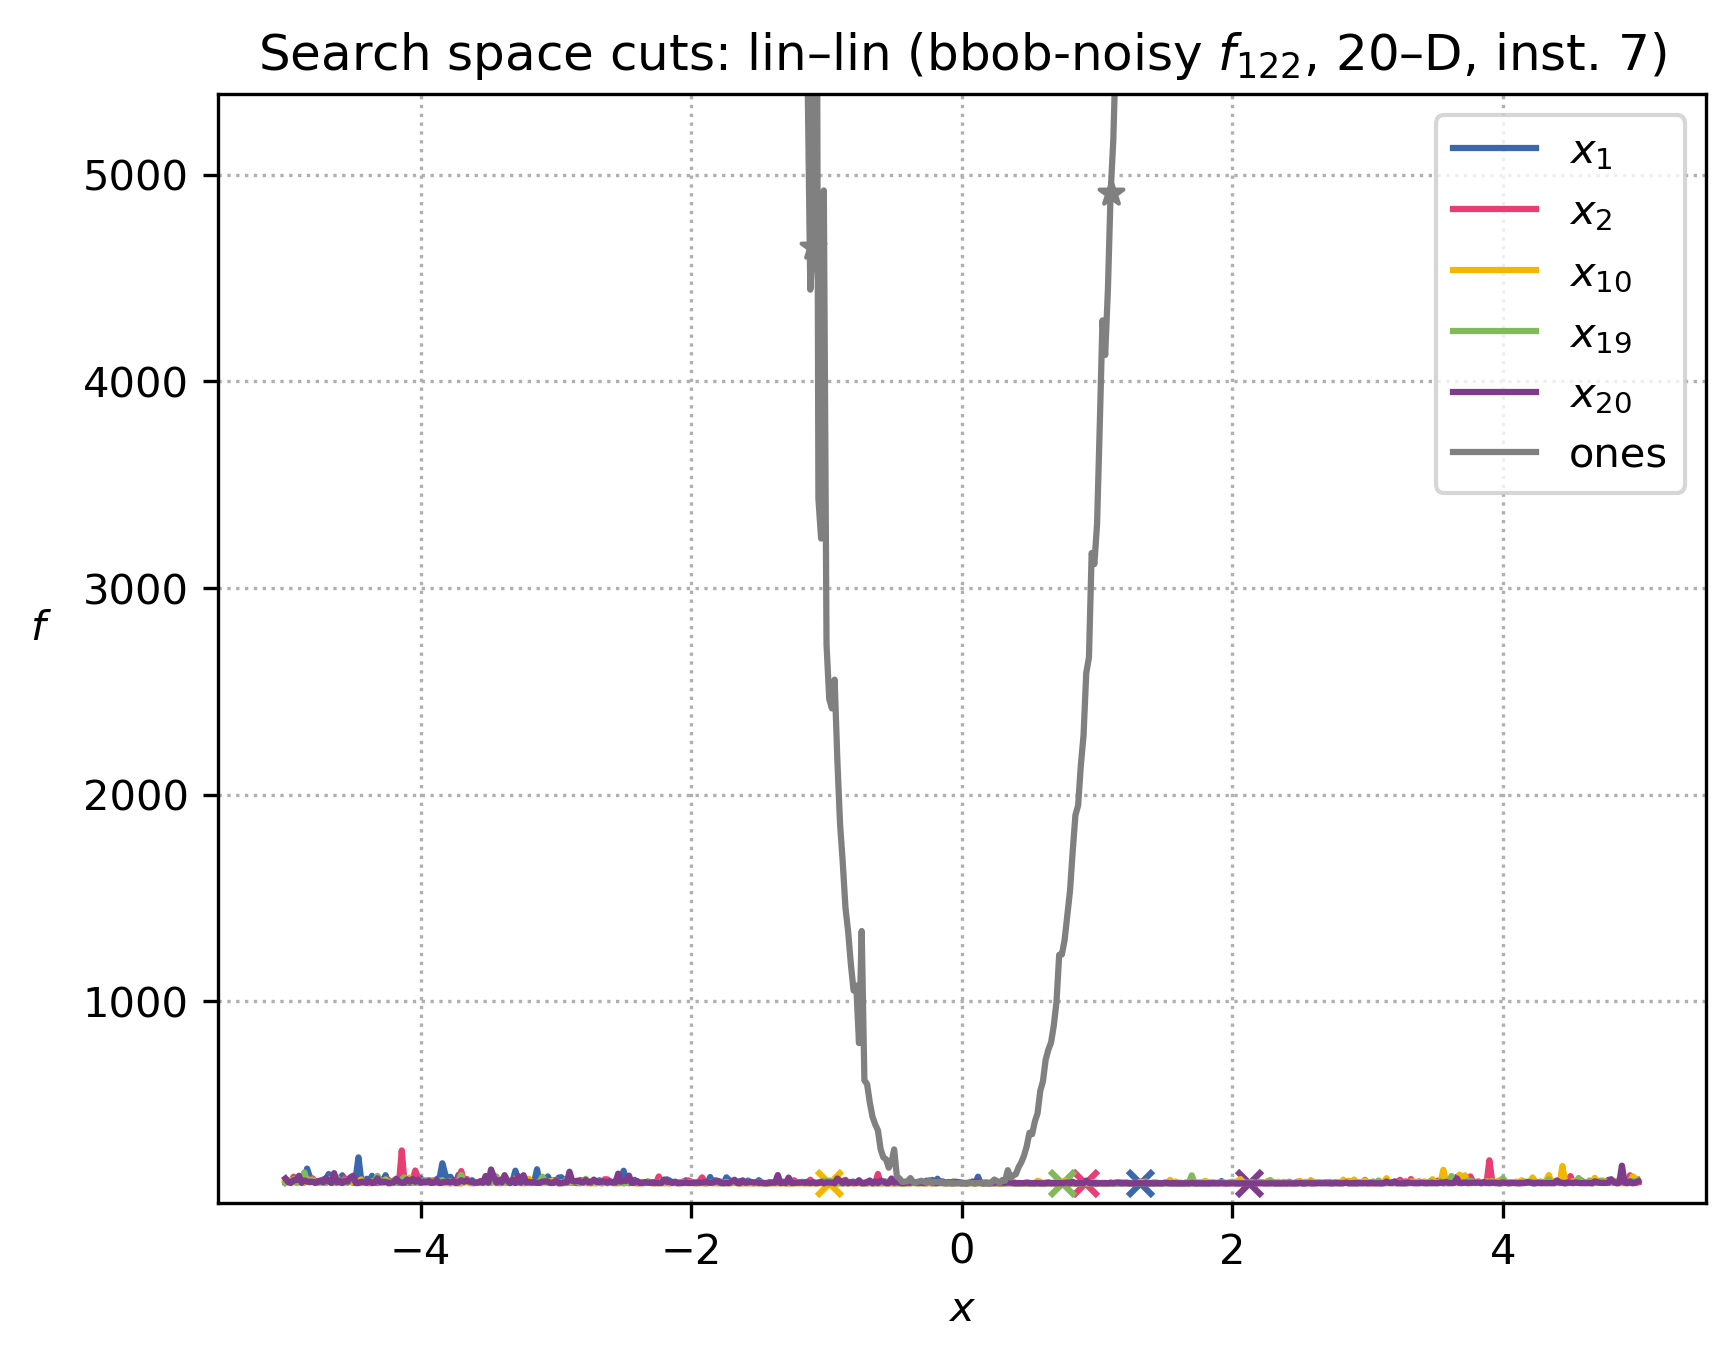 Search space cuts: lin–lin (bbob-noisy f₁₂₂, 20–D, inst. 7)
5000
4000
3000
2000
1000
f
−4 −2 0 2 4
x
x₁
x₂
x₁₀
x₁₉
x₂₀
ones